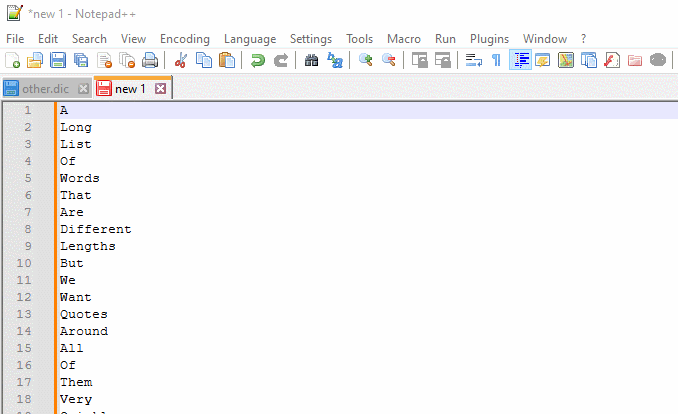 *new 1 - Notepad++
File Edit Search View Encoding Language Settings Tools Macro Run Plugins Window ?
other.dic new 1
1 A
2 Long
3 List
4 Of
5 Words
6 That
7 Are
8 Different
9 Lengths
10 But
11 We
12 Want
13 Quotes
14 Around
15 All
16 Of
17 Them
18 Very